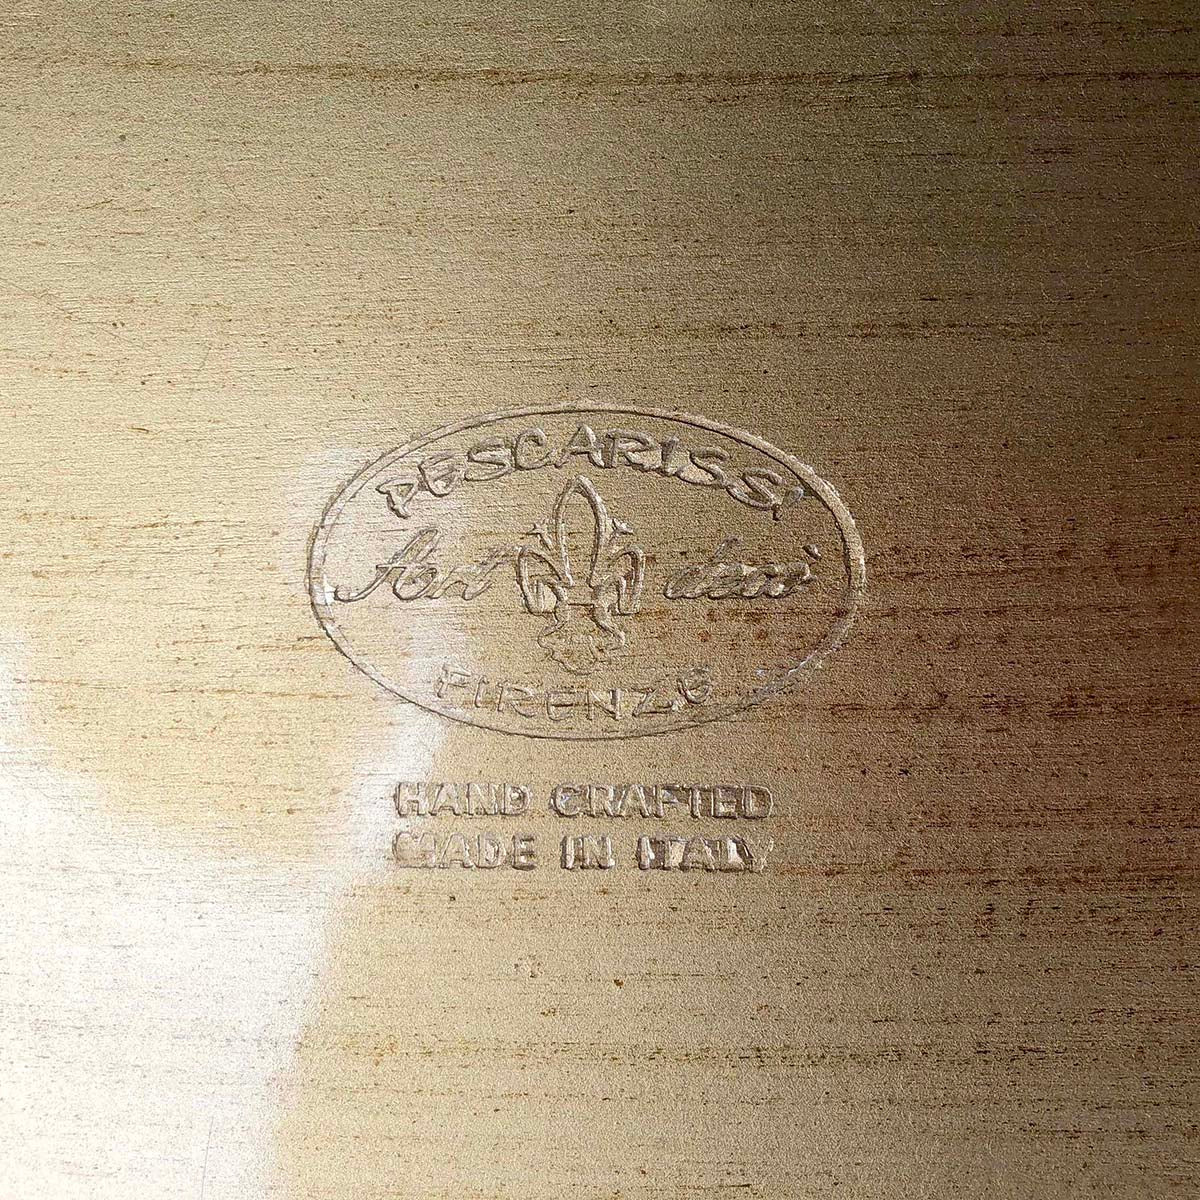 PESCARISSI
Art decò
FIRENZE
HAND CRAFTED
MADE IN ITALY